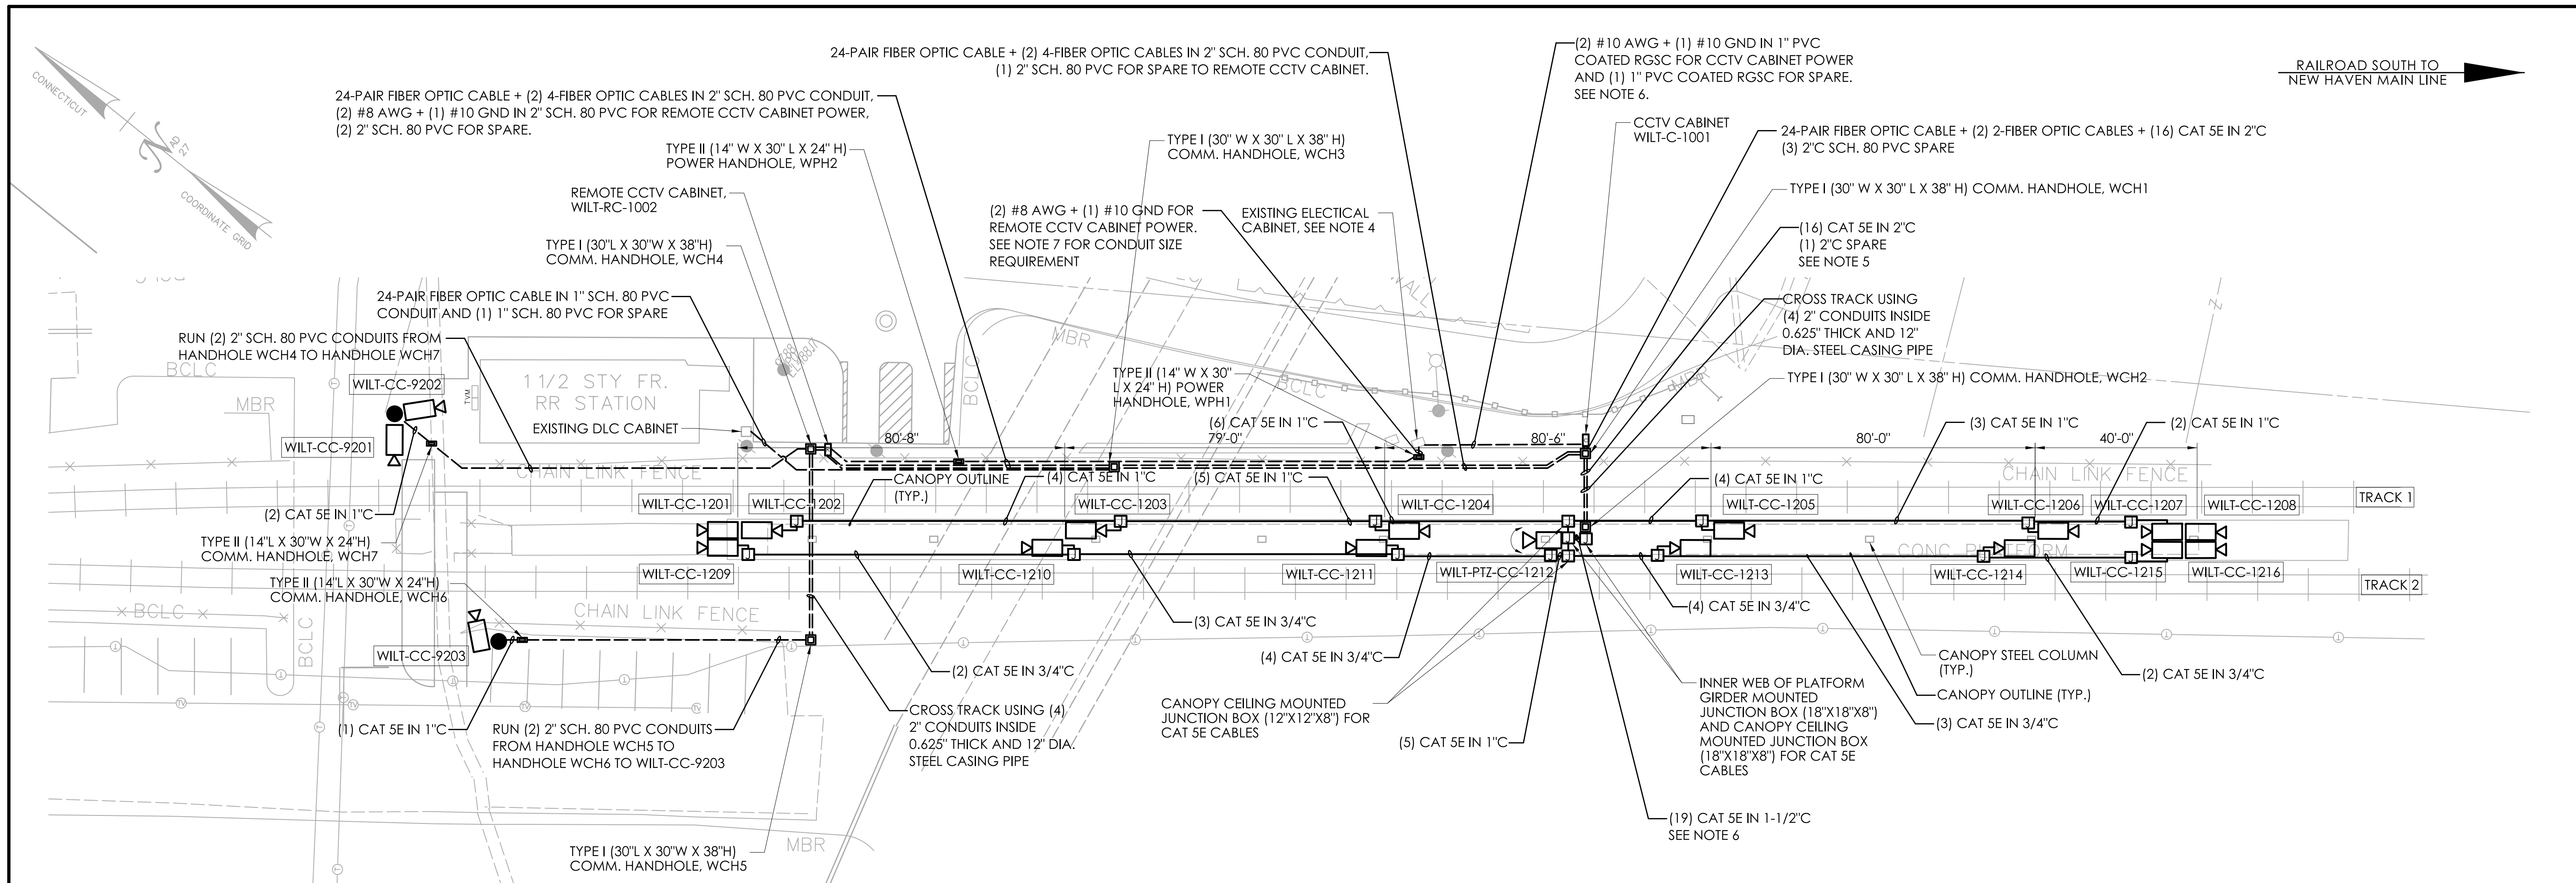 24-PAIR FIBER OPTIC CABLE + (2) 4-FIBER OPTIC CABLES IN 2" SCH. 80 PVC CONDUIT,
(1) 2" SCH. 80 PVC FOR SPARE TO REMOTE CCTV CABINET.
(2) #10 AWG + (1) #10 GND IN 1" PVC
COATED RGSC FOR CCTV CABINET POWER
AND (1) 1" PVC COATED RGSC FOR SPARE.
SEE NOTE 6.
RAILROAD SOUTH TO
NEW HAVEN MAIN LINE
CONNECTICUT
N
AD
27
COORDINATE GRID
24-PAIR FIBER OPTIC CABLE + (2) 4-FIBER OPTIC CABLES IN 2" SCH. 80 PVC CONDUIT,
(2) #8 AWG + (1) #10 GND IN 2" SCH. 80 PVC FOR REMOTE CCTV CABINET POWER,
(2) 2" SCH. 80 PVC FOR SPARE.
TYPE II (14" W X 30" L X 24" H)
POWER HANDHOLE, WPH2
REMOTE CCTV CABINET,
WILT-RC-1002
TYPE I (30"L X 30"W X 38"H)
COMM. HANDHOLE, WCH4
TYPE I (30" W X 30" L X 38" H)
COMM. HANDHOLE, WCH3
CCTV CABINET
WILT-C-1001
24-PAIR FIBER OPTIC CABLE + (2) 2-FIBER OPTIC CABLES + (16) CAT 5E IN 2"C
(3) 2"C SCH. 80 PVC SPARE
TYPE I (30" W X 30" L X 38" H) COMM. HANDHOLE, WCH1
(2) #8 AWG + (1) #10 GND FOR
REMOTE CCTV CABINET POWER.
SEE NOTE 7 FOR CONDUIT SIZE
REQUIREMENT
EXISTING ELECTICAL
CABINET, SEE NOTE 4
(16) CAT 5E IN 2"C
(1) 2"C SPARE
SEE NOTE 5
24-PAIR FIBER OPTIC CABLE IN 1" SCH. 80 PVC
CONDUIT AND (1) 1" SCH. 80 PVC FOR SPARE
CROSS TRACK USING
(4) 2" CONDUITS INSIDE
0.625" THICK AND 12"
DIA. STEEL CASING PIPE
RUN (2) 2" SCH. 80 PVC CONDUITS FROM
HANDHOLE WCH4 TO HANDHOLE WCH7
WALL
MBR
BCLC
WILT-CC-9202
1 1/2 STY FR.
RR STATION
TVM
BCLC
TYPE II (14" W X 30"
L X 24" H) POWER
HANDHOLE, WPH1
BCLC
MBR
TYPE I (30" W X 30" L X 38" H) COMM. HANDHOLE, WCH2
MBR
EXISTING DLC CABINET
80'-8"
(6) CAT 5E IN 1"C
79'-0"
80'-6"
80'-0"
(3) CAT 5E IN 1"C
40'-0"
(2) CAT 5E IN 1"C
WILT-CC-9201
CHAIN LINK FENCE
CHAIN LINK FENCE
CANOPY OUTLINE
(TYP.)
(4) CAT 5E IN 1"C
(5) CAT 5E IN 1"C
(4) CAT 5E IN 1"C
TRACK 1
WILT-CC-1201
WILT-CC-1202
WILT-CC-1203
WILT-CC-1204
WILT-CC-1205
WILT-CC-1206
WILT-CC-1207
WILT-CC-1208
(2) CAT 5E IN 1"C
TYPE II (14"L X 30"W X 24"H)
COMM. HANDHOLE, WCH7
CONC PLATFORM
WILT-CC-1209
WILT-CC-1210
WILT-CC-1211
WILT-PTZ-CC-1212
WILT-CC-1213
WILT-CC-1214
WILT-CC-1215
WILT-CC-1216
TRACK 2
TYPE II (14"L X 30"W X 24"H)
COMM. HANDHOLE, WCH6
BCLC
CHAIN LINK FENCE
(4) CAT 5E IN 3/4"C
(3) CAT 5E IN 3/4"C
BCLC
WILT-CC-9203
(2) CAT 5E IN 3/4"C
(4) CAT 5E IN 3/4"C
CANOPY STEEL COLUMN
(TYP.)
(2) CAT 5E IN 3/4"C
CANOPY OUTLINE (TYP.)
(3) CAT 5E IN 3/4"C
CANOPY CEILING MOUNTED
JUNCTION BOX (12"X12"X8") FOR
CAT 5E CABLES
INNER WEB OF PLATFORM
GIRDER MOUNTED
JUNCTION BOX (18"X18"X8")
AND CANOPY CEILING
MOUNTED JUNCTION BOX
(18"X18"X8") FOR CAT 5E
CABLES
(1) CAT 5E IN 1"C
RUN (2) 2" SCH. 80 PVC CONDUITS
FROM HANDHOLE WCH5 TO
HANDHOLE WCH6 TO WILT-CC-9203
CROSS TRACK USING (4)
2" CONDUITS INSIDE
0.625" THICK AND 12" DIA.
STEEL CASING PIPE
(5) CAT 5E IN 1"C
(19) CAT 5E IN 1-1/2"C
SEE NOTE 6
TYPE I (30"L X 30"W X 38"H)
COMM. HANDHOLE, WCH5
MBR